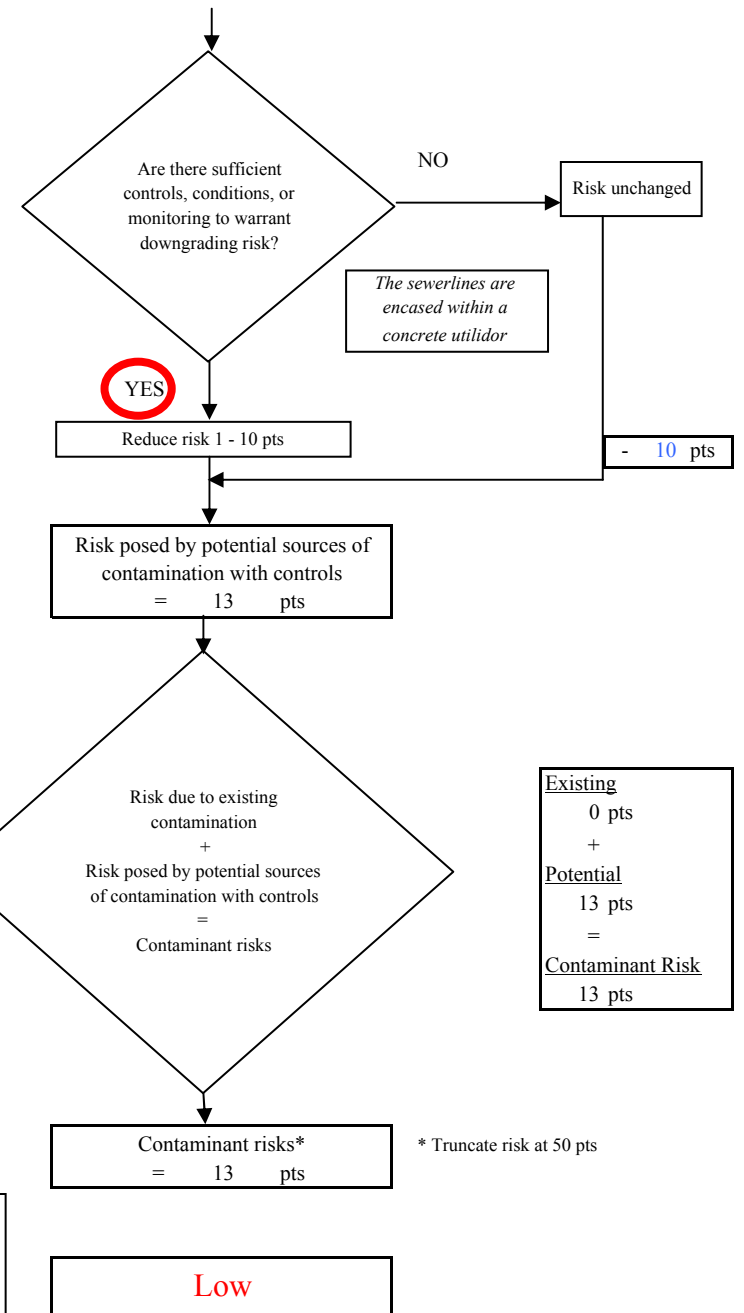 Are there sufficient
controls, conditions, or
monitoring to warrant
downgrading risk?
NO
Risk unchanged
The sewerlines are
encased within a
concrete utilidor
YES
Reduce risk 1 - 10 pts
- 10 pts
Risk posed by potential sources of
contamination with controls
= 13 pts
Risk due to existing
contamination
+
Risk posed by potential sources
of contamination with controls
=
Contaminant risks
Existing
0 pts
+
Potential
13 pts
=
Contaminant Risk
13 pts
Contaminant risks*
= 13 pts
* Truncate risk at 50 pts
Low